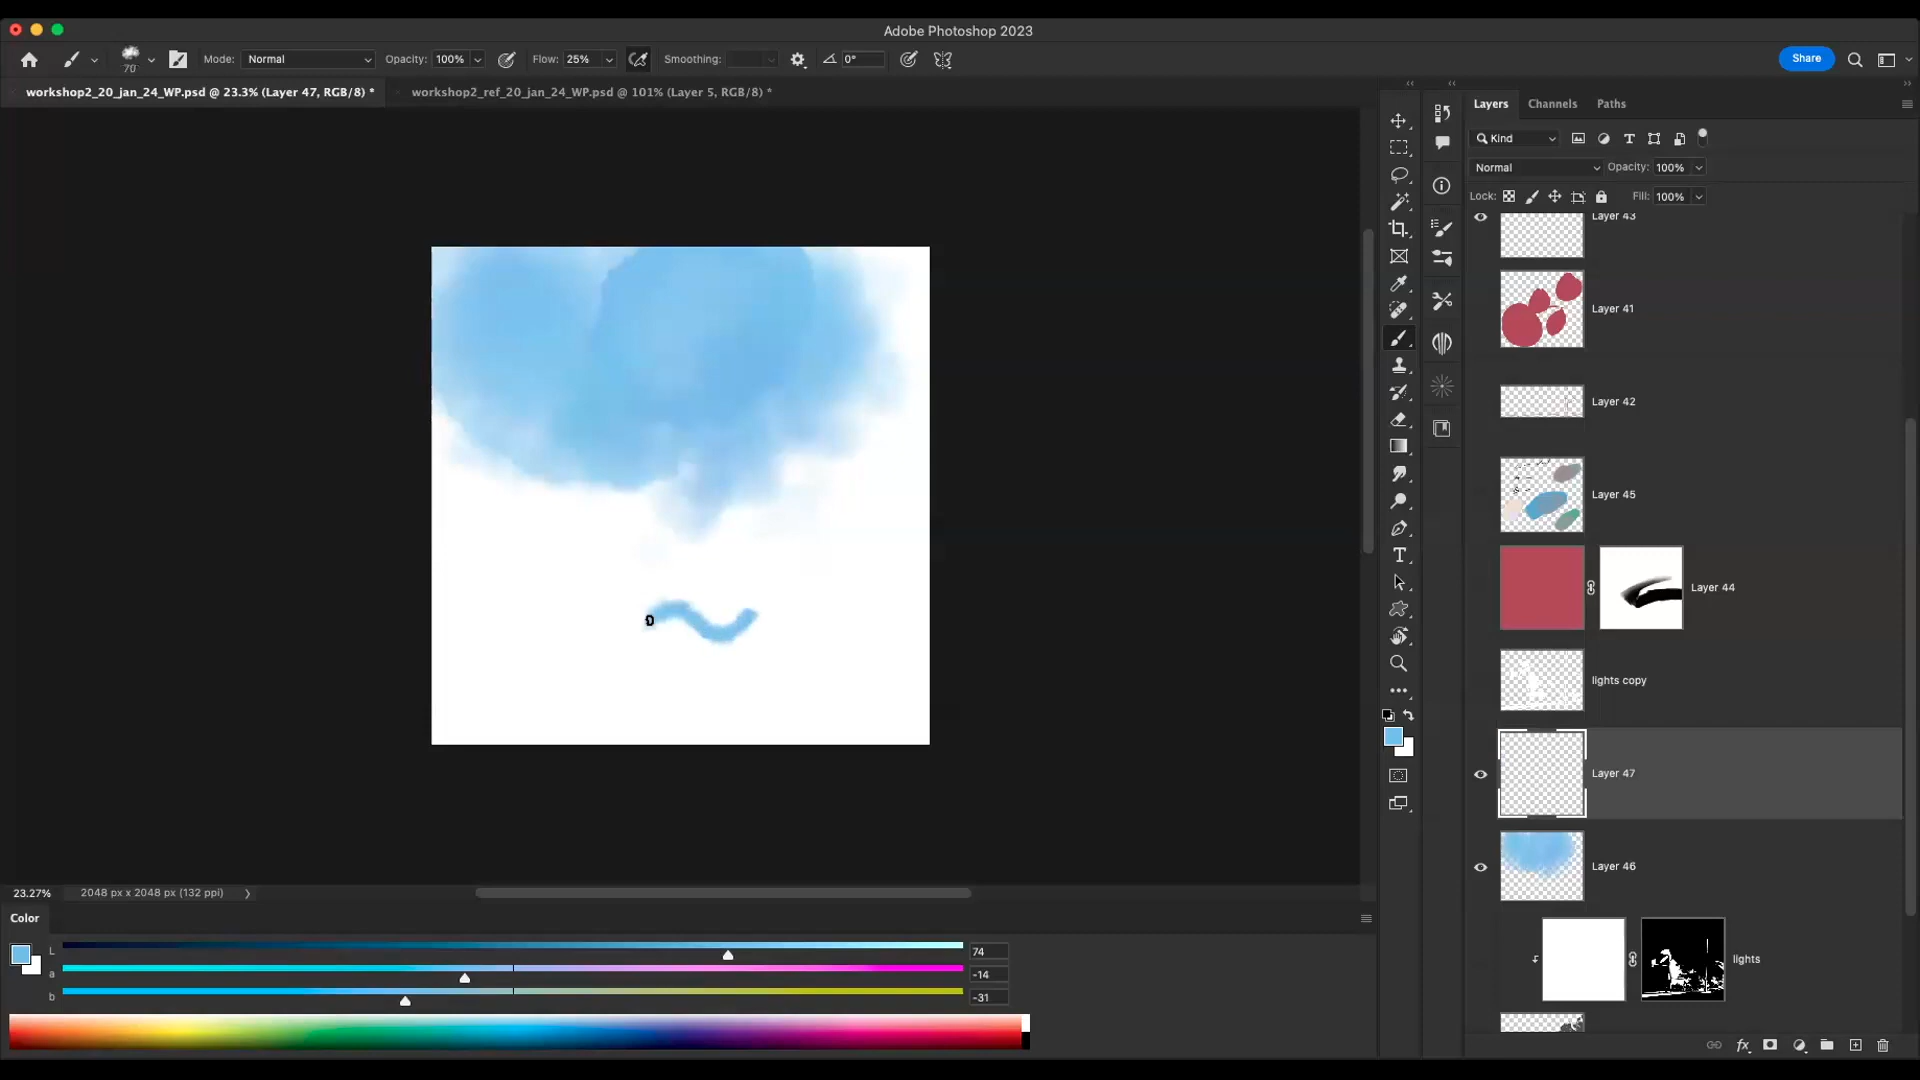 Adobe Photoshop 2023
70
Mode: Normal Opacity: 100% Flow: 25% Smoothing: 0° Share
workshop2_20_jan_24_WP.psd @ 23.3% (Layer 47, RGB/8) *
workshop2_ref_20_jan_24_WP.psd @ 101% (Layer 5, RGB/8) *
Layers Channels Paths
Kind
Normal Opacity: 100%
Lock: Fill: 100%
Layer 43
Layer 41
Layer 42
Layer 45
Layer 44
lights copy
Layer 47
Layer 46
lights
23.27% 2048 px x 2048 px (132 ppi)
Color
L 74
a -14
b -31